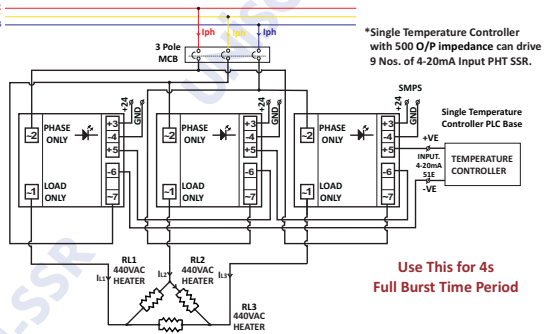 Iph Iph Iph
3 Pole
MCB
*Single Temperature Controller
with 500 O/P impedance can drive
9 Nos. of 4-20mA Input PHT SSR.
SMPS
+24 GND +24 GND +24 GND
~2 PHASE ONLY +3 -4 +5
~2 PHASE ONLY +3 -4 +5
~2 PHASE ONLY +3 -4 +5
~1 LOAD ONLY -6 ~7
~1 LOAD ONLY -6 ~7
~1 LOAD ONLY -6 ~7
Single Temperature
Controller PLC Base
+VE
INPUT.
4-20mA
51E
-VE
TEMPERATURE
CONTROLLER
RL1
440VAC
HEATER
RL2
440VAC
HEATER
RL3
440VAC
HEATER
IL1 IL2 IL3
Use This for 4s
Full Burst Time Period
-SSR